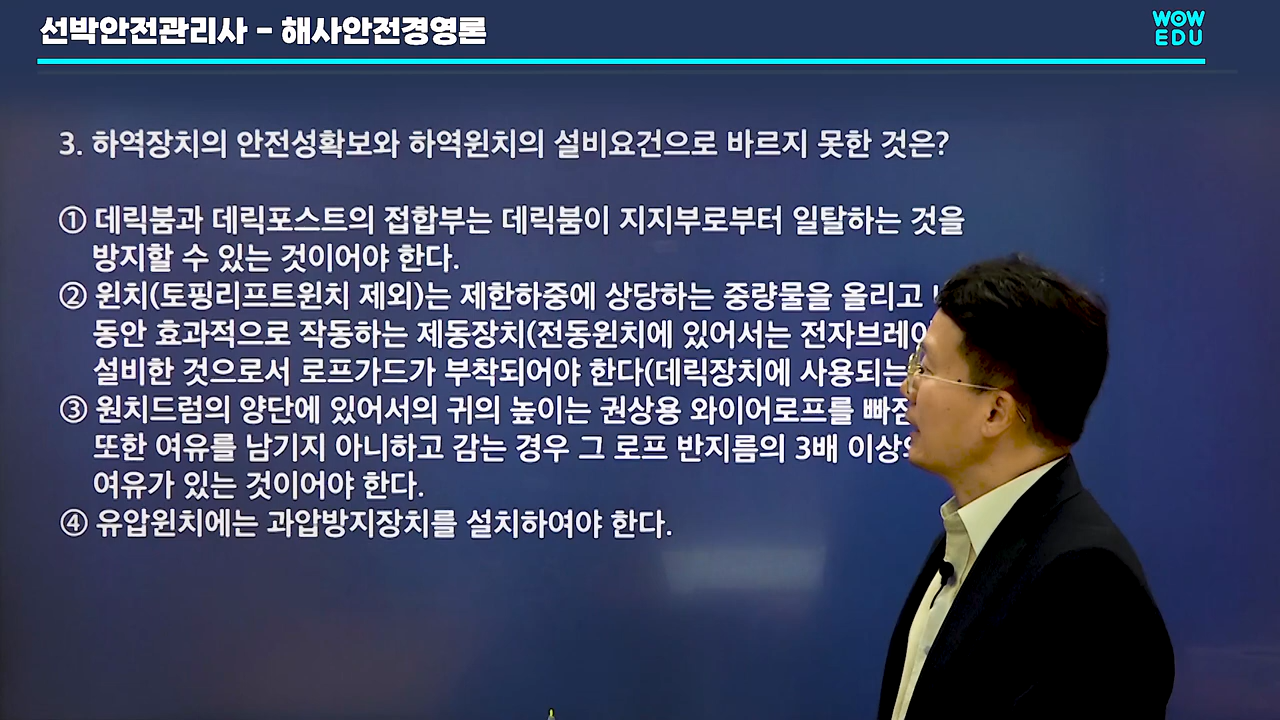 선박안전관리사 - 해사안전경영론
WOW
EDU
3. 하역장치의 안전성확보와 하역윈치의 설비요건으로 바르지 못한 것은?
① 데릭붐과 데릭포스트의 접합부는 데릭붐이 지지부로부터 일탈하는 것을
방지할 수 있는 것이어야 한다.
② 윈치(토핑리프트윈치 제외)는 제한하중에 상당하는 중량물을 올리고
동안 효과적으로 작동하는 제동장치(전동윈치에 있어서는
설비한 것으로서 로프가드가 부착되어야 한다(데릭장치에 사용되는
③ 윈치드럼의 양단에 있어서의 귀의 높이는 권상용 와이어로프를
또한 여유를 남기지 아니하고 감는 경우 그 로프 반지름의 3배
여유가 있는 것이어야 한다.
④ 유압윈치에는 과압방지장치를 설치하여야 한다.